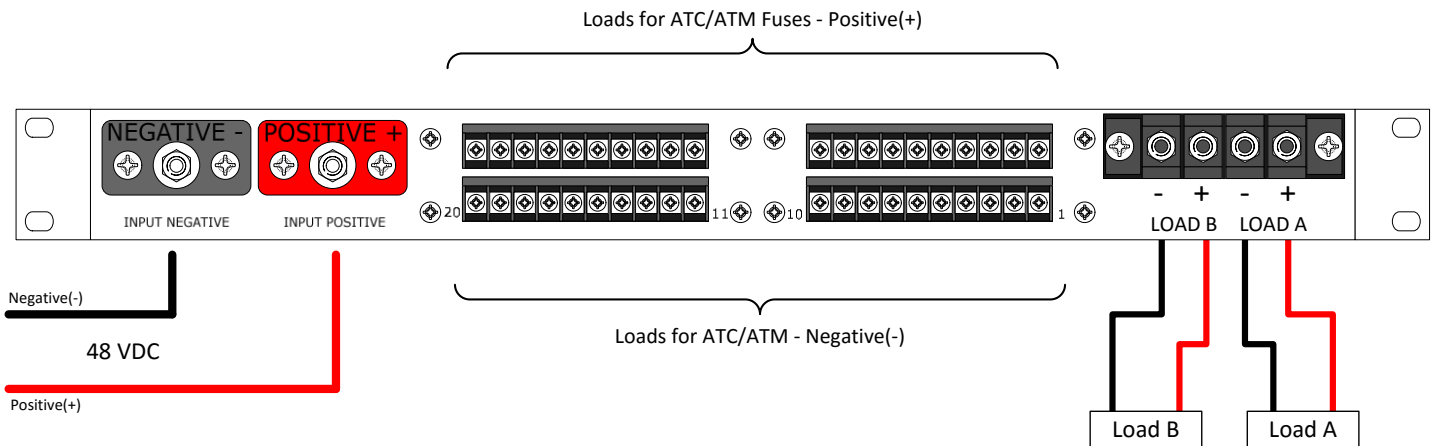 Loads for ATC/ATM Fuses - Positive(+)
NEGATIVE -
POSITIVE +
INPUT NEGATIVE
INPUT POSITIVE
20
11
10
1
- + - +
LOAD B LOAD A
Negative(-)
48 VDC
Positive(+)
Loads for ATC/ATM - Negative(-)
Load B
Load A